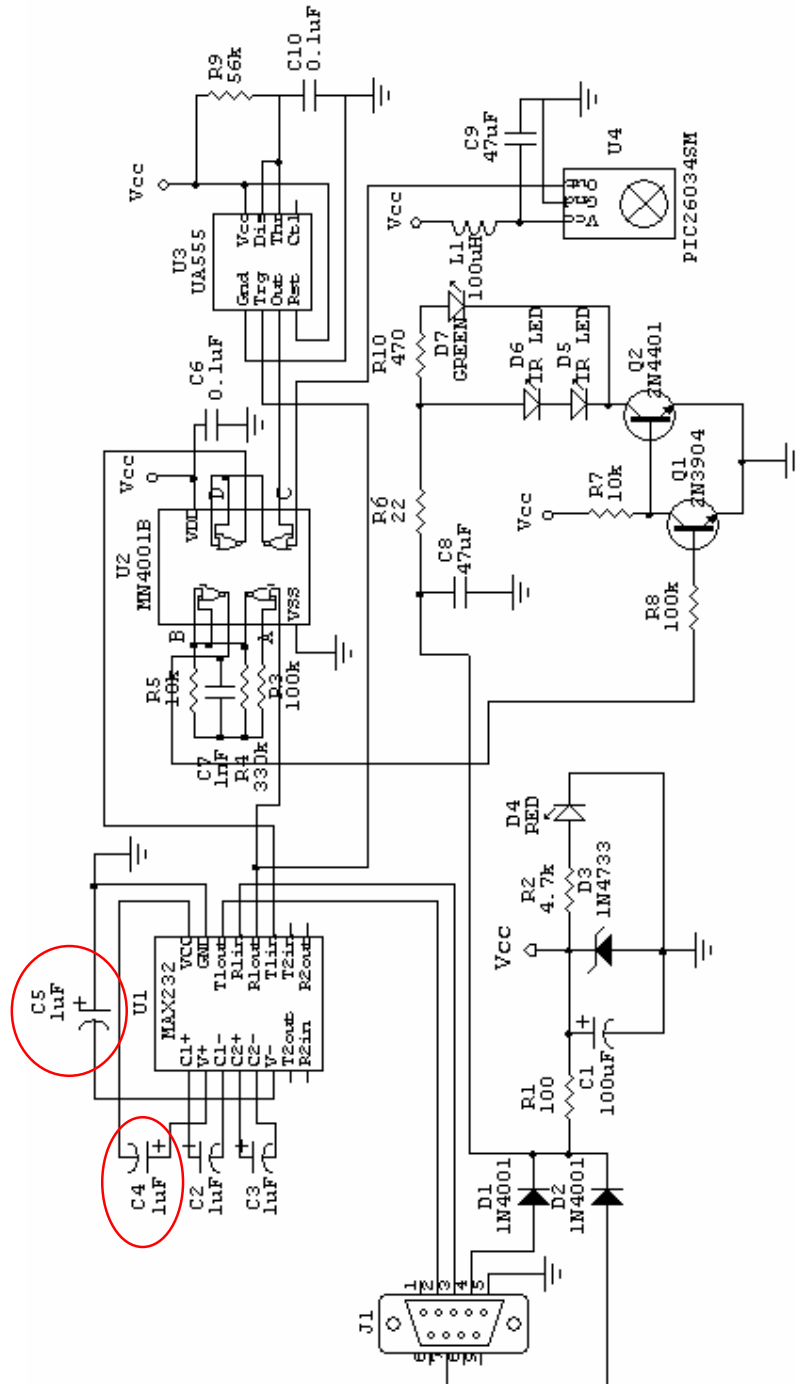 J1
1
2
3
4
5
6
7
8
9
C4
1uF
C2
1uF
C3
1uF
C5
1uF
U1
MAX232
C1+
V+
C1-
C2+
C2-
V-
T2out
R2in
VCC
GND
T1out
R1in
R1out
T1in
T2in
R2out
D1
1N4001
D2
1N4001
R1
100
C1
100uF
Vcc
R2
4.7k
D3
1N4733
D4
RED
R5
10k
C7
1nF
R4
330k
R3
100k
U2
MN4001B
B
A
VSS
VDD
D
C
Vcc
C6
0.1uF
U3
UA555
Gnd
Trg
Out
Rst
Vcc
Dis
Thr
Ctl
Vcc
R9
56k
C10
0.1uF
C8
47uF
R6
22
R10
470
D7
GREEN
D6
IR LED
D5
IR LED
Vcc
R7
10k
R8
100k
Q1
2N3904
Q2
2N4401
Vcc
L1
100uH
C9
47uF
U4
PIC26034SM